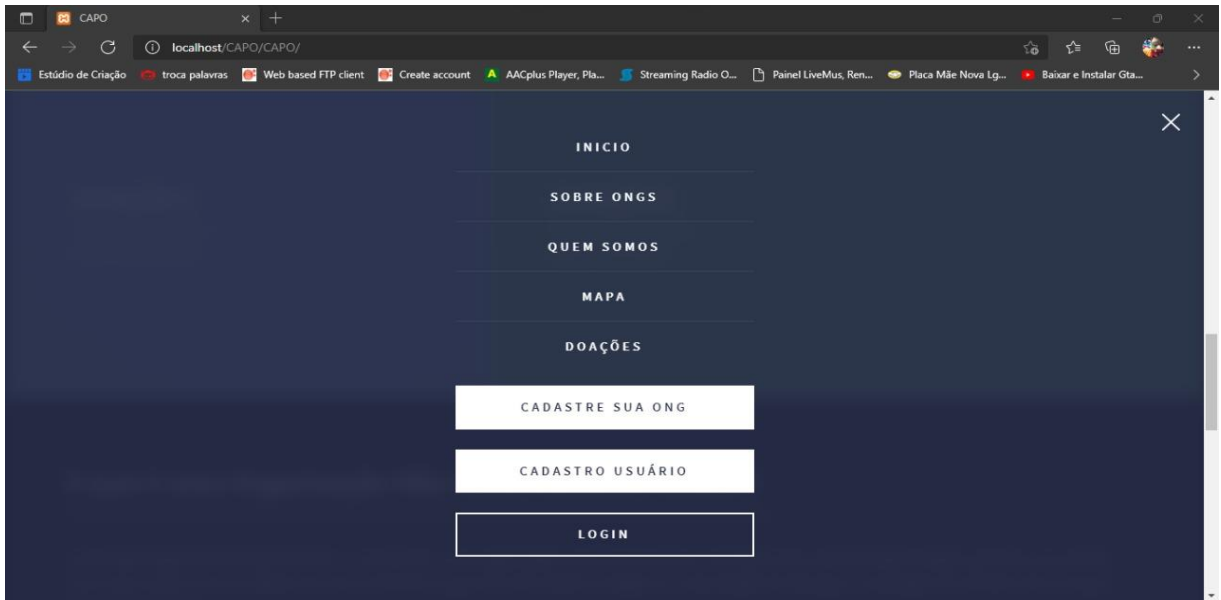 CAPO
localhost/CAPO/CAPO/
Estúdio de Criação troca palavras Web based FTP client Create account AACplus Player, Pla... Streaming Radio O... Painel LiveMus, Ren... Placa Mãe Nova Lg... Baixar e Instalar Gta...
INICIO
SOBRE ONGS
QUEM SOMOS
MAPA
DOAÇÕES
CADASTRE SUA ONG
CADASTRO USUÁRIO
LOGIN